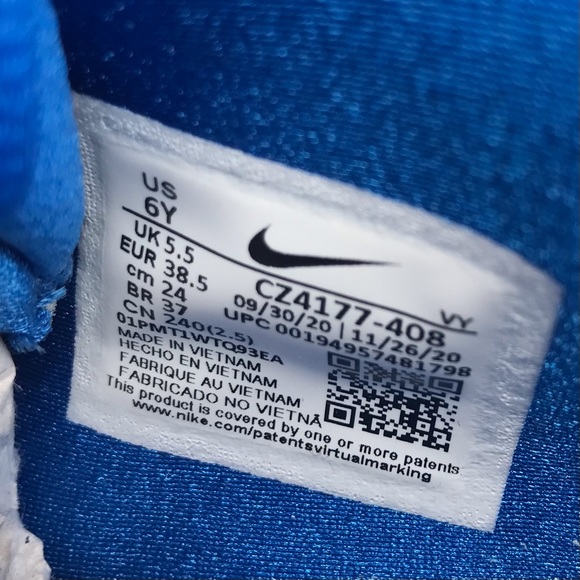 US
6Y
UK 5.5
EUR 38.5
cm 24
BR 37
CN 240(2.5)
CZ4177-408
VY
09/30/20 | 11/26/20
UPC 00194957481798
01PMT1WTQ93EA
MADE IN VIETNAM
HECHO EN VIETNAM
FABRIQUE AU VIETNAM
FABRICADO NO VIETNÃ
This product is covered by one or more patents
www.nike.com/patentsvirtualmarking